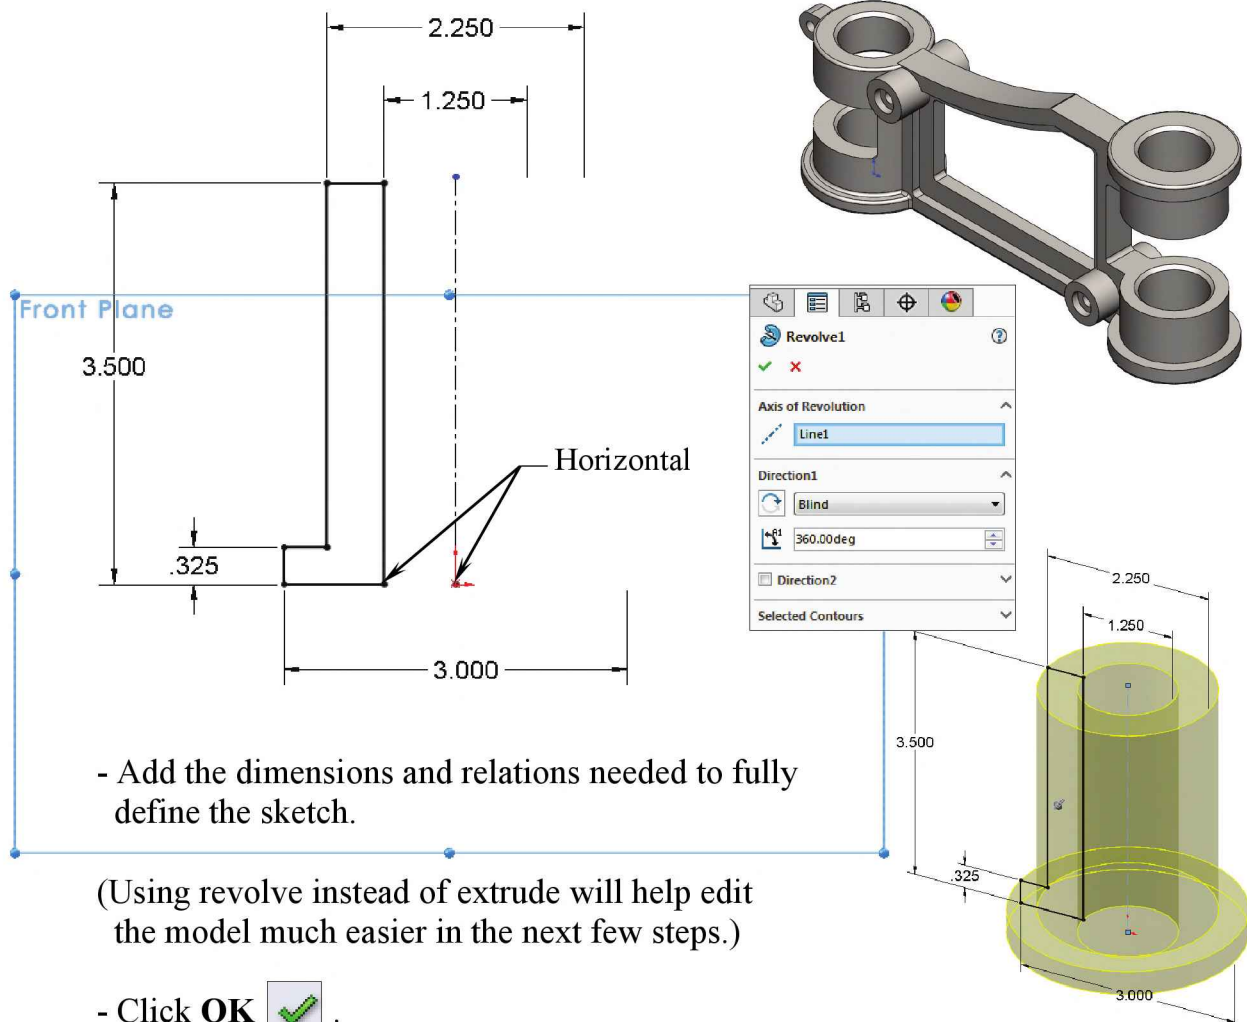 2.250
1.250
Front Plane
3.500
Revolve1
Axis of Revolution
Line1
Horizontal
Direction1
Blind
360.00deg
.325
Direction2
2.250
Selected Contours
1.250
3.000
3.500
- Add the dimensions and relations needed to fully
define the sketch.
.325
(Using revolve instead of extrude will help edit
the model much easier in the next few steps.)
3.000
- Click OK .